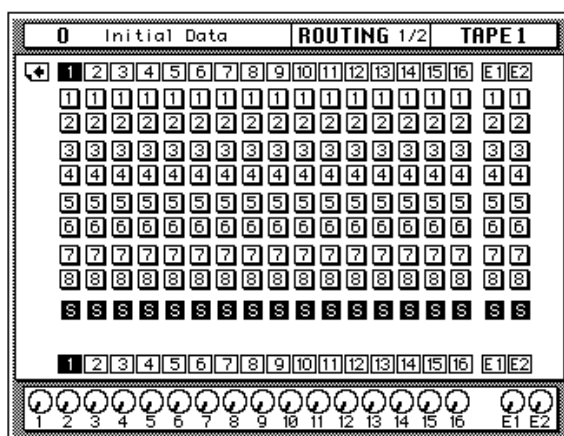 0 Initial Data ROUTING 1/2 TAPE 1
1 2 3 4 5 6 7 8 9 10 11 12 13 14 15 16 E1 E2
1 1 1 1 1 1 1 1 1 1 1 1 1 1 1 1 1 1
2 2 2 2 2 2 2 2 2 2 2 2 2 2 2 2 2 2
3 3 3 3 3 3 3 3 3 3 3 3 3 3 3 3 3 3
4 4 4 4 4 4 4 4 4 4 4 4 4 4 4 4 4 4
5 5 5 5 5 5 5 5 5 5 5 5 5 5 5 5 5 5
6 6 6 6 6 6 6 6 6 6 6 6 6 6 6 6 6 6
7 7 7 7 7 7 7 7 7 7 7 7 7 7 7 7 7 7
8 8 8 8 8 8 8 8 8 8 8 8 8 8 8 8 8 8
S S S S S S S S S S S S S S S S S S
1 2 3 4 5 6 7 8 9 10 11 12 13 14 15 16 E1 E2
1 2 3 4 5 6 7 8 9 10 11 12 13 14 15 16 E1 E2